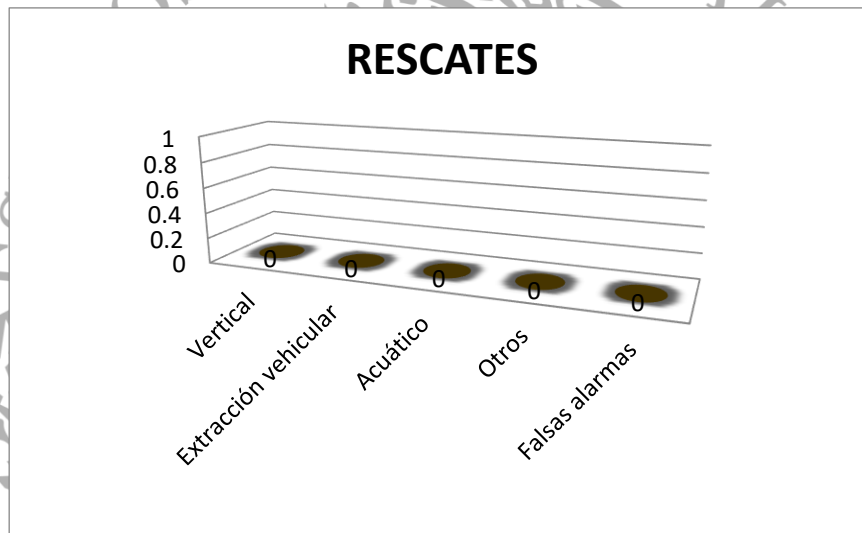 RESCATES
1
0.8
0.6
0.4
0.2
0
0
0
0
0
0
Vertical
Extracción vehicular
Acuático
Otros
Falsas alarmas